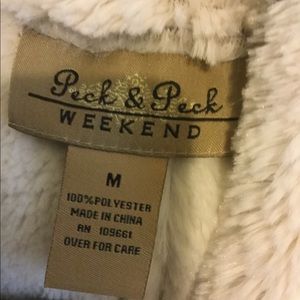 Peck & Peck
WEEKEND
M
100% POLYESTER
MADE IN CHINA
RN 109661
OVER FOR CARE